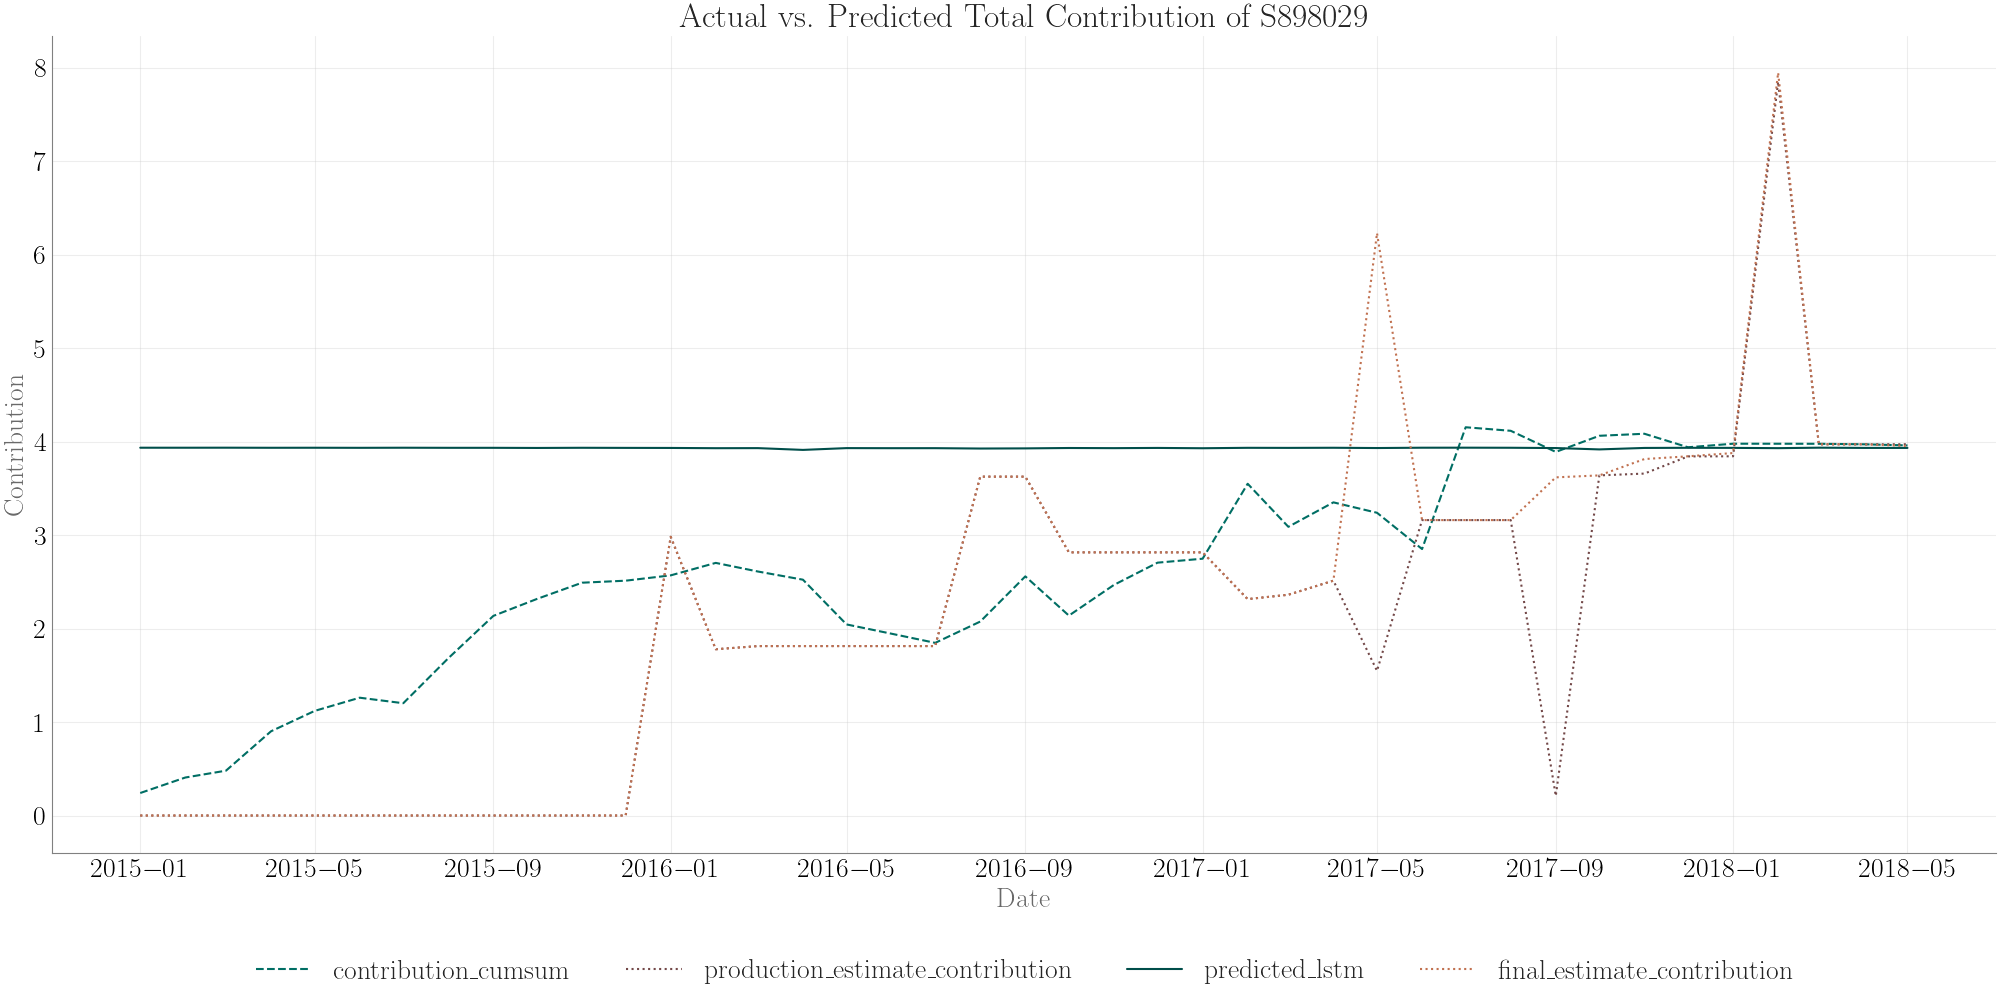 Actual vs. Predicted Total Contribution of S898029
8
7
6
5
4
3
2
1
0
Contribution
2015–01 2015–05 2015–09 2016–01 2016–05 2016–09 2017–01 2017–05 2017–09 2018–01 2018–05
Date
contribution_cumsum production_estimate_contribution predicted_lstm final_estimate_contribution